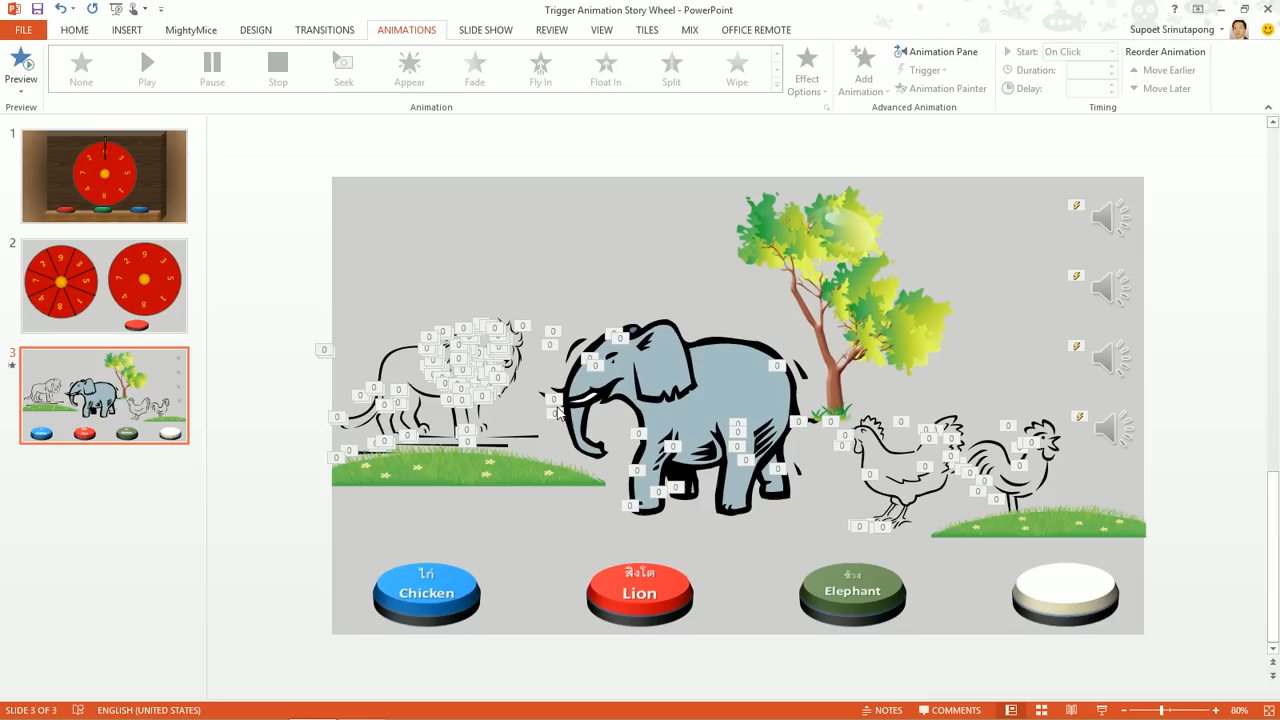 Trigger Animation Story Wheel - PowerPoint
FILE
HOME
INSERT
MightyMice
DESIGN
TRANSITIONS
ANIMATIONS
SLIDE SHOW
REVIEW
VIEW
TILES
MIX
OFFICE REMOTE
Supoet Srinutapong
Preview
None
Play
Pause
Stop
Seek
Appear
Fade
Fly In
Float In
Split
Wipe
Effect Options
Add Animation
Animation Pane
Trigger
Animation Painter
Start: On Click
Duration:
Delay:
Reorder Animation
Move Earlier
Move Later
Preview
Animation
Advanced Animation
Timing
1
2
3
ไก่
Chicken
สิงโต
Lion
ช้าง
Elephant
SLIDE 3 OF 3
ENGLISH (UNITED STATES)
NOTES
COMMENTS
80%